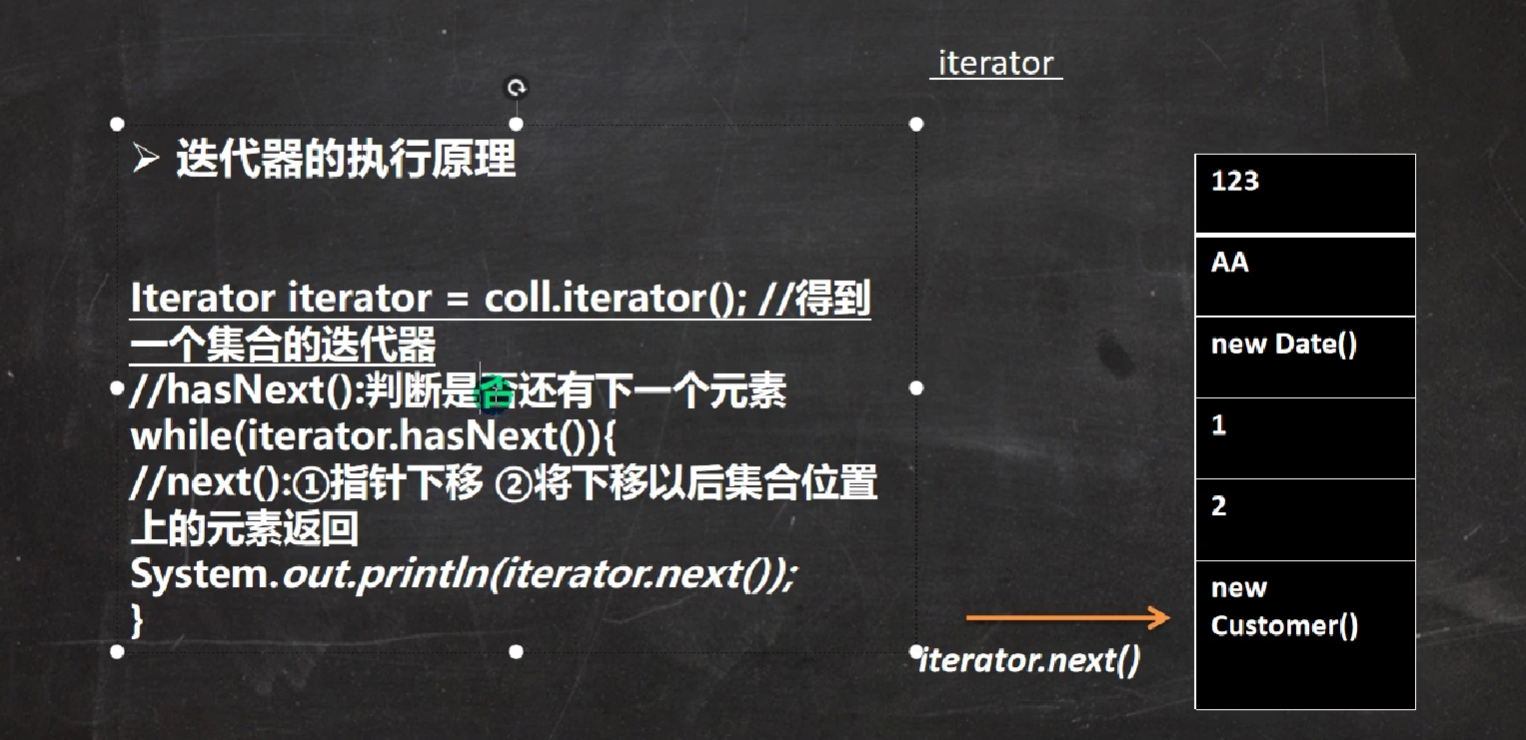 iterator
➢ 迭代器的执行原理
Iterator iterator = coll.iterator(); //得到
一个集合的迭代器
//hasNext():判断是否还有下一个元素
while(iterator.hasNext()){
//next():①指针下移 ②将下移以后集合位置
上的元素返回
System.out.println(iterator.next());
}
iterator.next()
123
AA
new Date()
1
2
new
Customer()